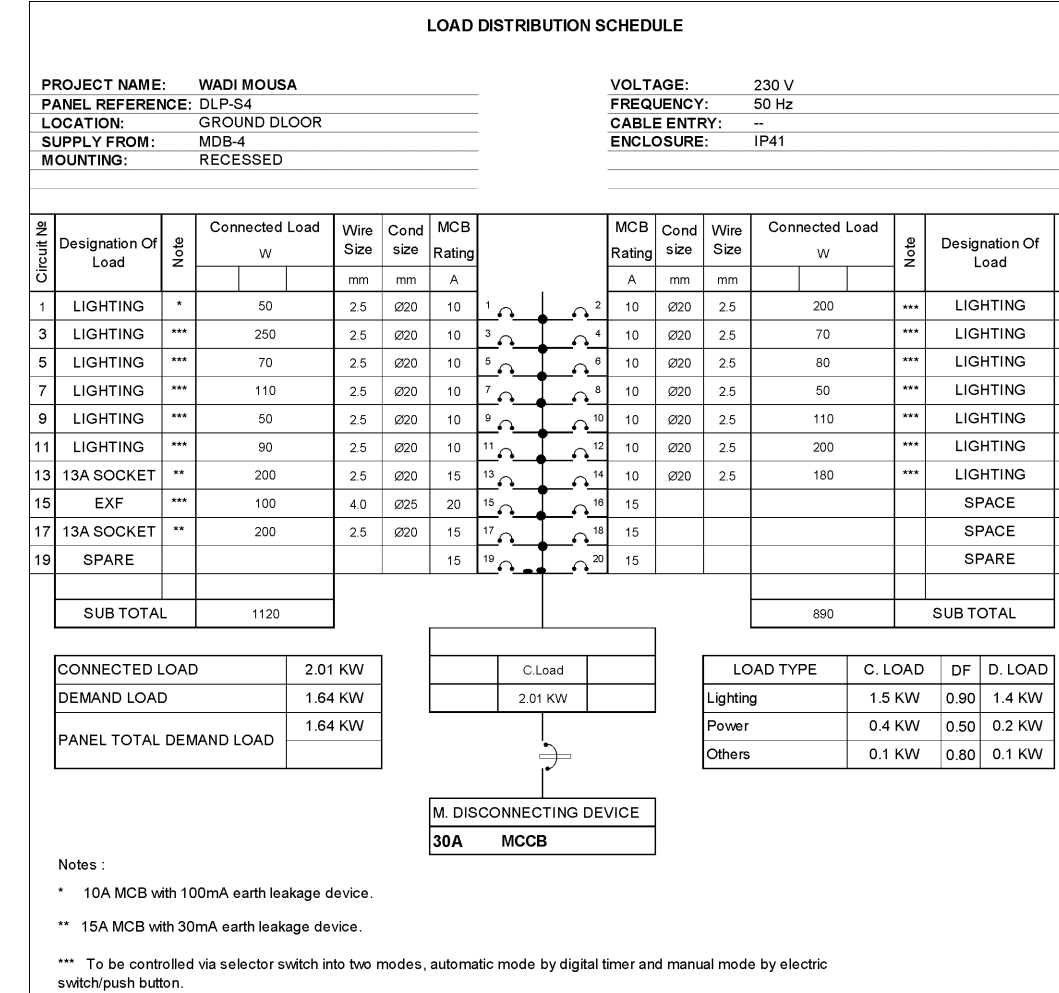 LOAD DISTRIBUTION SCHEDULE
PROJECT NAME: WADI MOUSA VOLTAGE: 230 V
PANEL REFERENCE: DLP-S4 FREQUENCY: 50 Hz
LOCATION: GROUND DLOOR CABLE ENTRY: --
SUPPLY FROM: MDB-4 ENCLOSURE: IP41
MOUNTING: RECESSED
Circuit № Designation Of Load Note Connected Load W Wire Size mm Cond size mm MCB Rating A MCB Rating A Cond size mm Wire Size mm Connected Load W Note Designation Of Load
1 LIGHTING * 50 2.5 Ø20 10 1 2 10 Ø20 2.5 200 *** LIGHTING
3 LIGHTING *** 250 2.5 Ø20 10 3 4 10 Ø20 2.5 70 *** LIGHTING
5 LIGHTING *** 70 2.5 Ø20 10 5 6 10 Ø20 2.5 80 *** LIGHTING
7 LIGHTING *** 110 2.5 Ø20 10 7 8 10 Ø20 2.5 50 *** LIGHTING
9 LIGHTING *** 50 2.5 Ø20 10 9 10 10 Ø20 2.5 110 *** LIGHTING
11 LIGHTING *** 90 2.5 Ø20 10 11 12 10 Ø20 2.5 200 *** LIGHTING
13 13A SOCKET ** 200 2.5 Ø20 15 13 14 10 Ø20 2.5 180 *** LIGHTING
15 EXF *** 100 4.0 Ø25 20 15 16 15 SPACE
17 13A SOCKET ** 200 2.5 Ø20 15 17 18 15 SPACE
19 SPARE 15 19 20 15 SPARE
SUB TOTAL 1120 890 SUB TOTAL
CONNECTED LOAD 2.01 KW
DEMAND LOAD 1.64 KW
PANEL TOTAL DEMAND LOAD 1.64 KW
C.Load
2.01 KW
LOAD TYPE C. LOAD DF D. LOAD
Lighting 1.5 KW 0.90 1.4 KW
Power 0.4 KW 0.50 0.2 KW
Others 0.1 KW 0.80 0.1 KW
M. DISCONNECTING DEVICE
30A MCCB
Notes :
* 10A MCB with 100mA earth leakage device.
** 15A MCB with 30mA earth leakage device.
*** To be controlled via selector switch into two modes, automatic mode by digital timer and manual mode by electric
switch/push button.